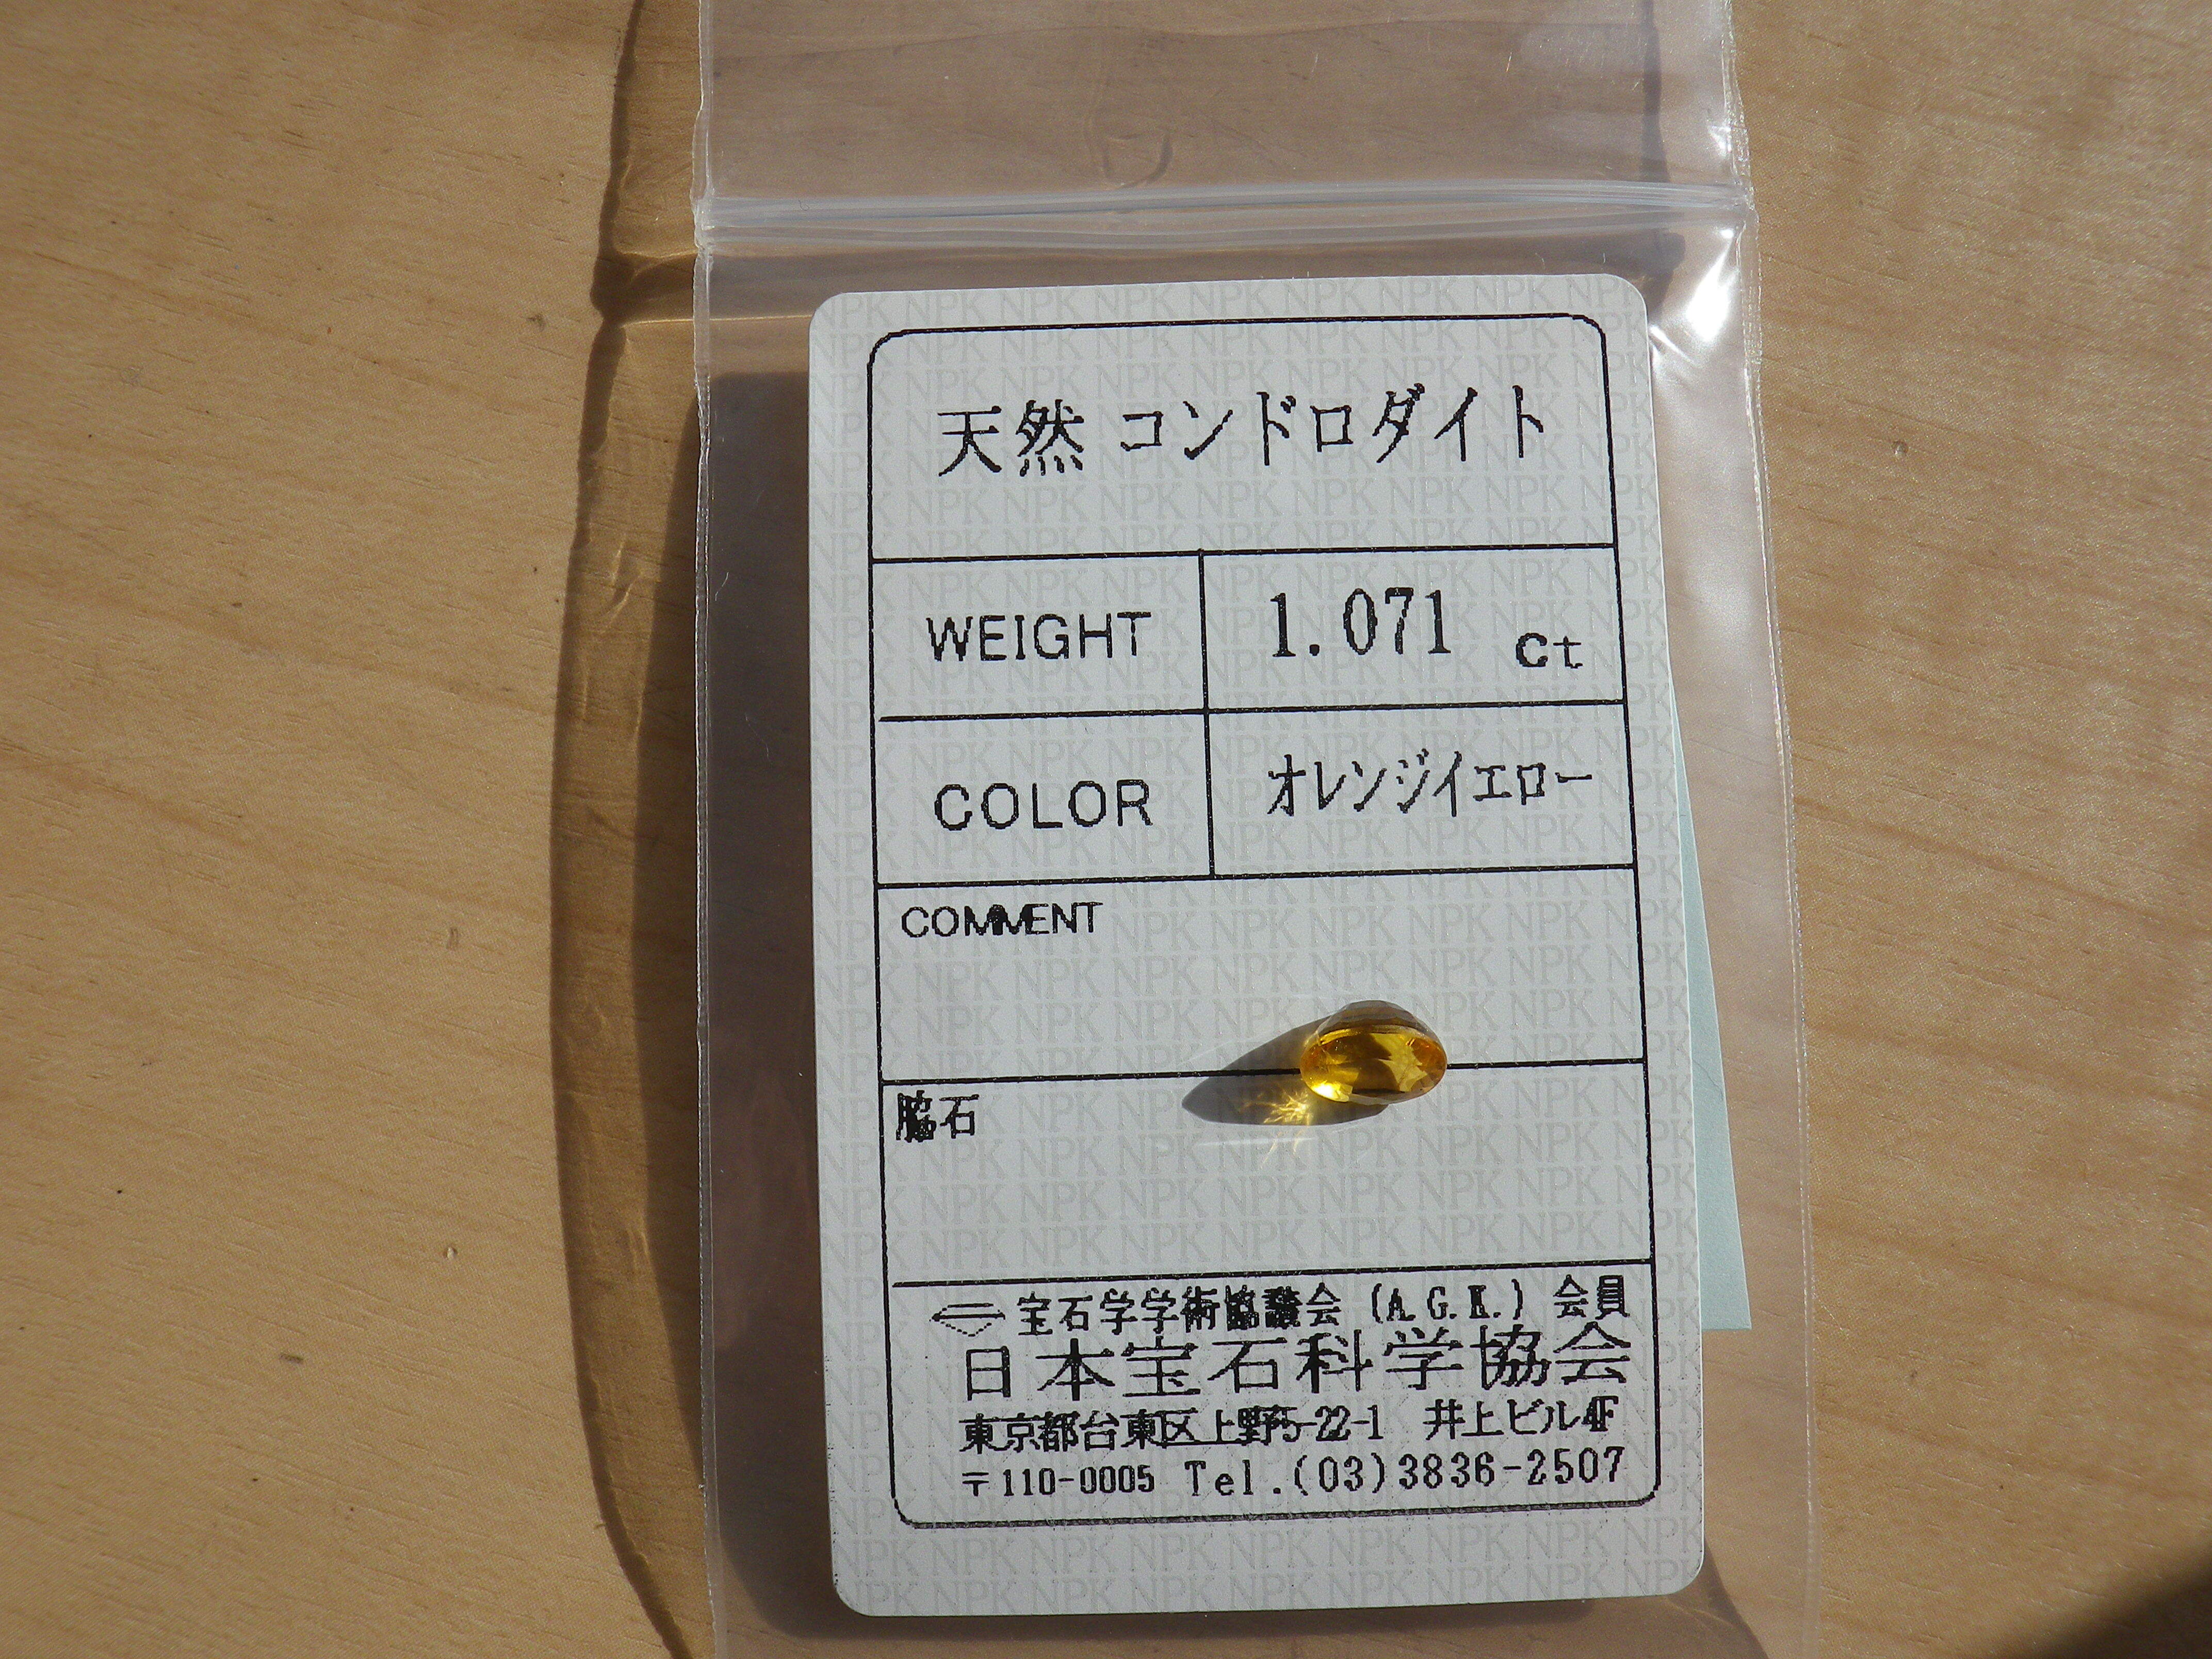 天然 コンドロダイト
WEIGHT 1.071 ct
COLOR オレンジイエロー
COMMENT
脇石
宝石学学術協議会 (A.G.K.) 会員
日本宝石科学協会
東京都台東区上野5-22-1 井上ビル4F
〒110-0005 Tel.(03)3836-2507